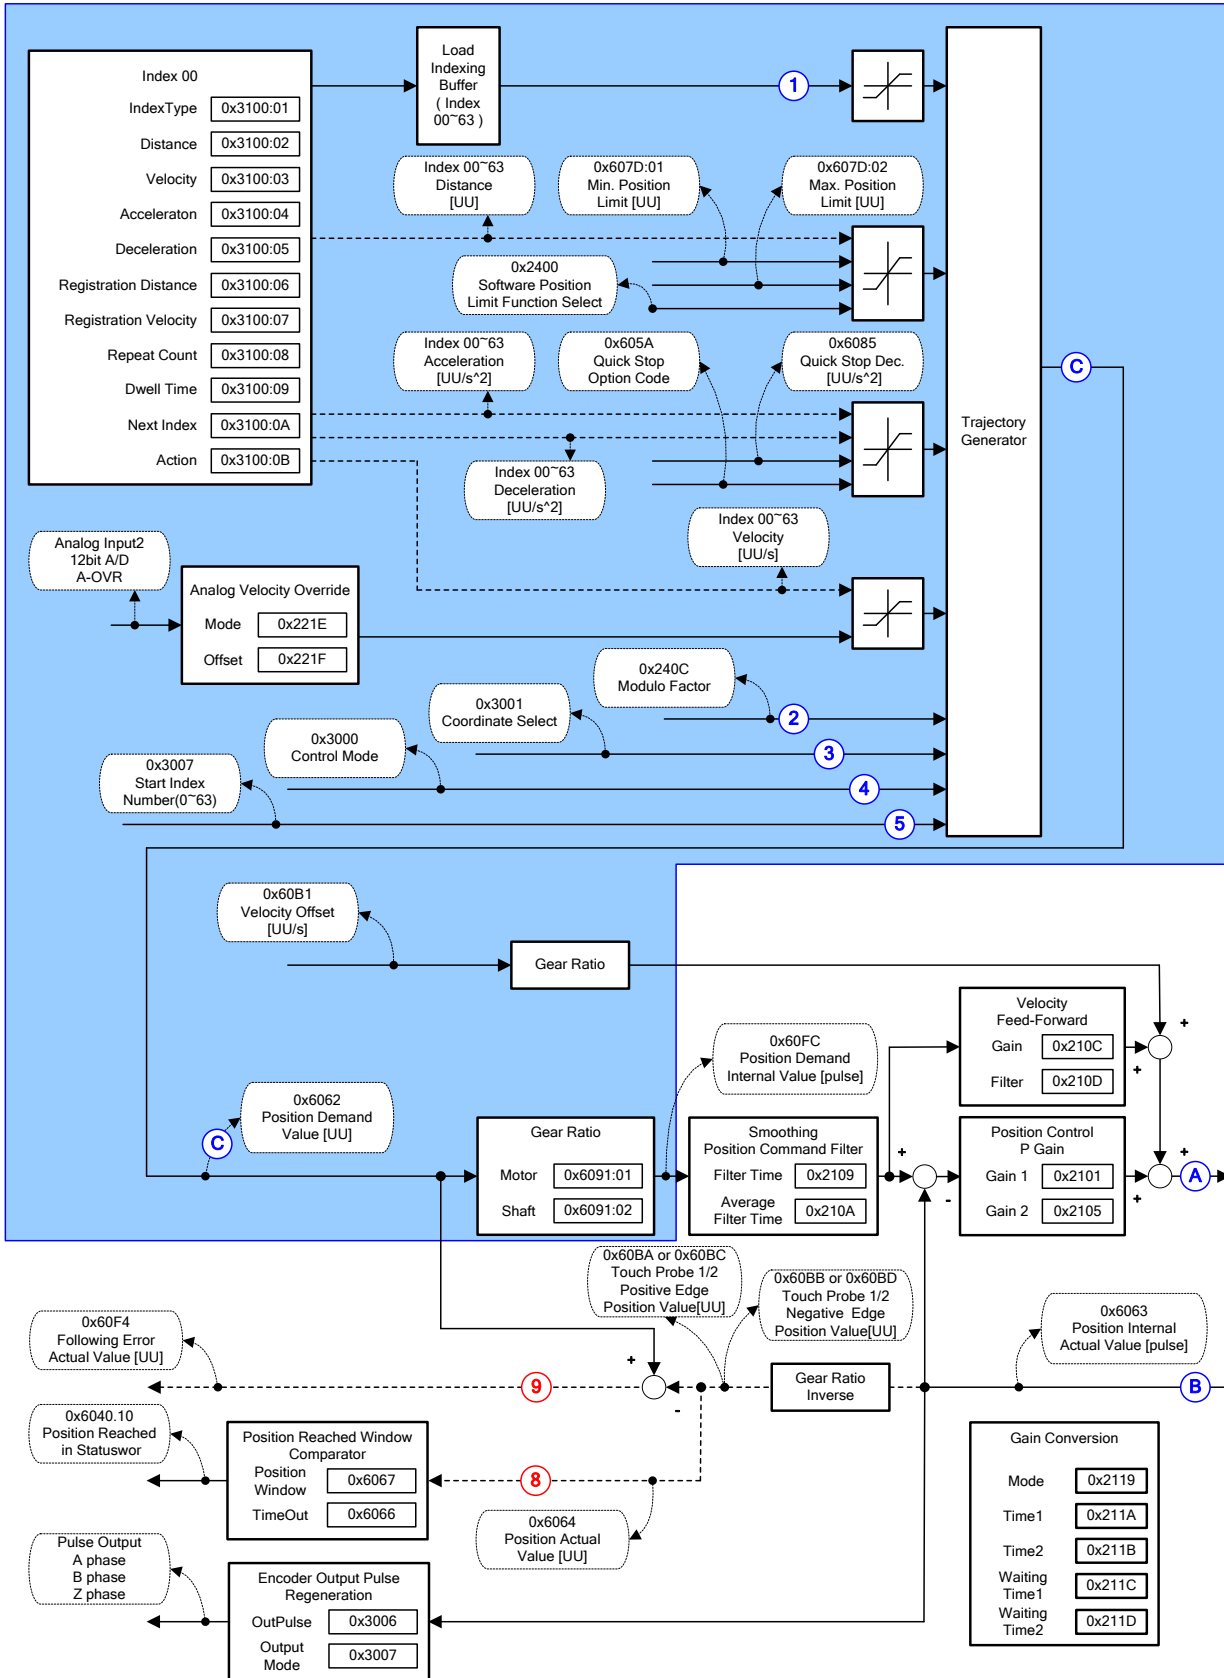 Index 00
IndexType 0x3100:01
Distance 0x3100:02
Velocity 0x3100:03
Acceleraton 0x3100:04
Deceleration 0x3100:05
Registration Distance 0x3100:06
Registration Velocity 0x3100:07
Repeat Count 0x3100:08
Dwell Time 0x3100:09
Next Index 0x3100:0A
Action 0x3100:0B
Load
Indexing
Buffer
( Index
00~63 )
1
Index 00~63
Distance
[UU]
0x607D:01
Min. Position
Limit [UU]
0x607D:02
Max. Position
Limit [UU]
0x2400
Software Position
Limit Function Select
Index 00~63
Acceleration
[UU/s^2]
0x605A
Quick Stop
Option Code
0x6085
Quick Stop Dec.
[UU/s^2]
Index 00~63
Deceleration
[UU/s^2]
Index 00~63
Velocity
[UU/s]
Trajectory
Generator
C
Analog Input2
12bit A/D
A-OVR
Analog Velocity Override
Mode 0x221E
Offset 0x221F
0x240C
Modulo Factor
2
0x3001
Coordinate Select
3
0x3000
Control Mode
4
0x3007
Start Index
Number(0~63)
5
0x60B1
Velocity Offset
[UU/s]
Gear Ratio
Velocity
Feed-Forward
Gain 0x210C
Filter 0x210D
+
+
0x60FC
Position Demand
Internal Value [pulse]
0x6062
Position Demand
Value [UU]
C
Gear Ratio
Motor 0x6091:01
Shaft 0x6091:02
Smoothing
Position Command Filter
Filter Time 0x2109
Average
Filter Time 0x210A
+
-
Position Control
P Gain
Gain 1 0x2101
Gain 2 0x2105
+
+
A
0x60BA or 0x60BC
Touch Probe 1/2
Positive Edge
Position Value[UU]
0x60BB or 0x60BD
Touch Probe 1/2
Negative  Edge
Position Value[UU]
0x6063
Position Internal
Actual Value [pulse]
0x60F4
Following Error
Actual Value [UU]
9
+
-
Gear Ratio
Inverse
B
0x6040.10
Position Reached
in Statuswor
Position Reached Window
Comparator
Position
Window 0x6067
TimeOut 0x6066
8
0x6064
Position Actual
Value [UU]
Pulse Output
A phase
B phase
Z phase
Encoder Output Pulse
Regeneration
OutPulse 0x3006
Output
Mode 0x3007
Gain Conversion
Mode 0x2119
Time1 0x211A
Time2 0x211B
Waiting
Time1 0x211C
Waiting
Time2 0x211D